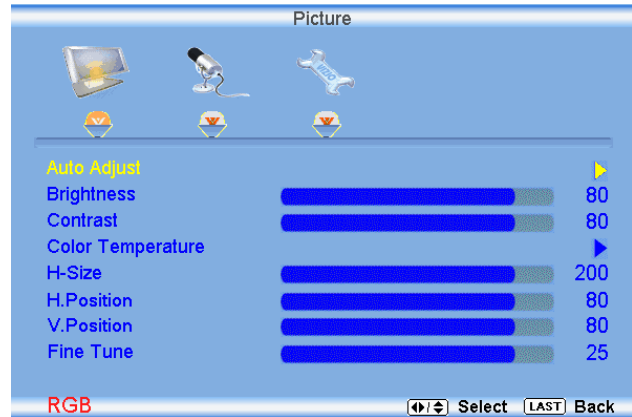 Picture
VIZIO
Auto Adjust
Brightness 80
Contrast 80
Color Temperature
H-Size 200
H.Position 80
V.Position 80
Fine Tune 25
RGB Select LAST Back